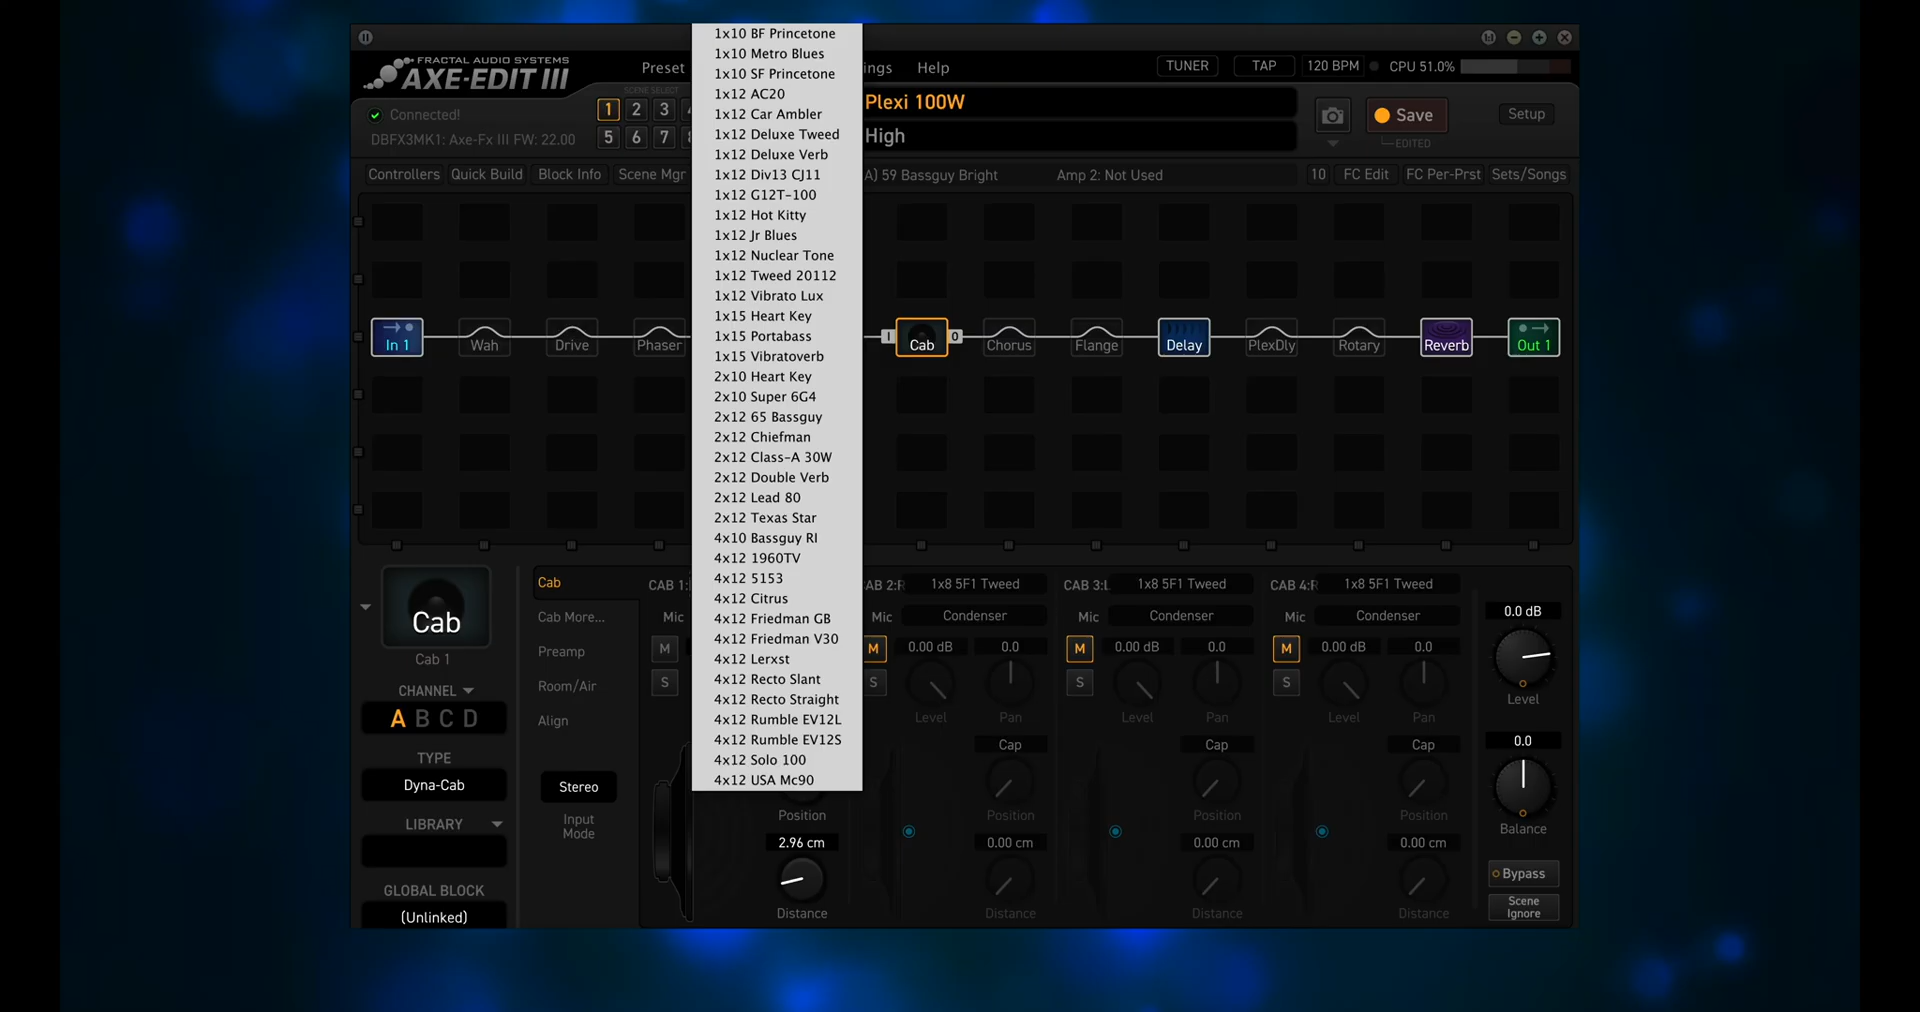 FRACTAL AUDIO SYSTEMS
AXE-EDIT III
Preset
ings
Help
TUNER
TAP
120 BPM
CPU 51.0%
Connected!
DBFX3MK1: Axe-Fx III FW: 22.00
SCENE SELECT
1 2 3
5 6 7
Plexi 100W
High
Save
EDITED
Setup
Controllers
Quick Build
Block Info
Scene Mgr
A) 59 Bassguy Bright
Amp 2: Not Used
10
FC Edit
FC Per-Prst
Sets/Songs
1x10 BF Princetone
1x10 Metro Blues
1x10 SF Princetone
1x12 AC20
1x12 Car Ambler
1x12 Deluxe Tweed
1x12 Deluxe Verb
1x12 Div13 CJ11
1x12 G12T-100
1x12 Hot Kitty
1x12 Jr Blues
1x12 Nuclear Tone
1x12 Tweed 20112
1x12 Vibrato Lux
1x15 Heart Key
1x15 Portabass
1x15 Vibratoverb
2x10 Heart Key
2x10 Super 6G4
2x12 65 Bassguy
2x12 Chiefman
2x12 Class-A 30W
2x12 Double Verb
2x12 Lead 80
2x12 Texas Star
4x10 Bassguy RI
4x12 1960TV
4x12 5153
4x12 Citrus
4x12 Friedman GB
4x12 Friedman V30
4x12 Lerxst
4x12 Recto Slant
4x12 Recto Straight
4x12 Rumble EV12L
4x12 Rumble EV12S
4x12 Solo 100
4x12 USA Mc90
In 1
Wah
Drive
Phaser
I
Cab
O
Chorus
Flange
Delay
PlexDly
Rotary
Reverb
Out 1
Cab
Cab 1
CHANNEL
A B C D
TYPE
Dyna-Cab
LIBRARY
GLOBAL BLOCK
(Unlinked)
Cab
Cab More...
Preamp
Room/Air
Align
Stereo
Input
Mode
CAB 1:
Mic
M
S
Position
2.96 cm
Distance
CAB 2:R
1x8 5F1 Tweed
Mic
Condenser
M
0.00 dB
0.0
S
Level
Pan
Cap
Position
0.00 cm
Distance
CAB 3:L
1x8 5F1 Tweed
Mic
Condenser
M
0.00 dB
0.0
S
Level
Pan
Cap
Position
0.00 cm
Distance
CAB 4:R
1x8 5F1 Tweed
Mic
Condenser
M
0.00 dB
0.0
S
Level
Pan
Cap
Position
0.00 cm
Distance
0.0 dB
Level
0.0
Balance
Bypass
Scene
Ignore